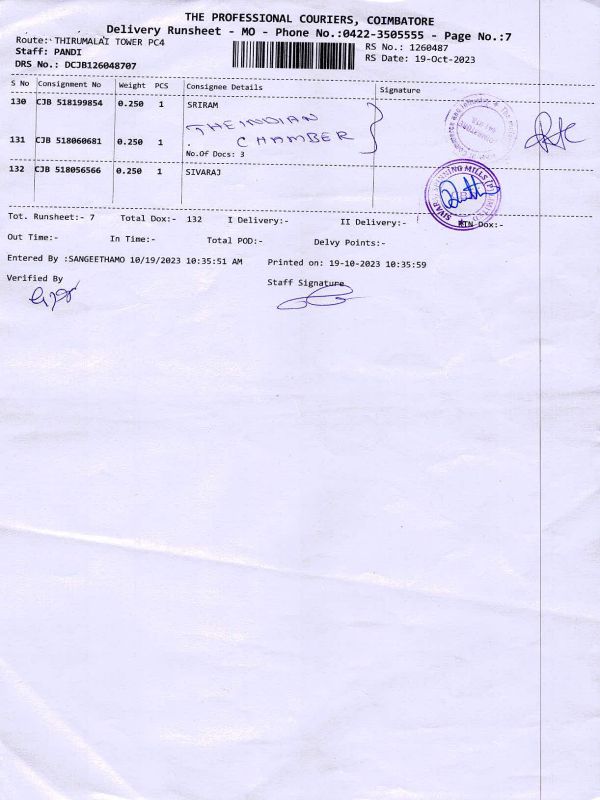 THE PROFESSIONAL COURIERS, COIMBATORE
Delivery Runsheet - MO - Phone No.:0422-3505555 - Page No.:7
Route: THIRUMALAI TOWER PC4
RS No.: 1260487
Staff: PANDI
RS Date: 19-Oct-2023
DRS No.: DCJB126048707
S No Consignment No Weight PCS Consignee Details Signature
130 CJB 518199854 0.250 1 SRIRAM
THE INDIAN
131 CJB 518060681 0.250 1 CHAMBER
No.Of Docs: 3
132 CJB 518056566 0.250 1 SIVARAJ
SPINNING MILLS (P)
Tot. Runsheet:- 7 Total Dox:- 132 I Delivery:- II Delivery:- RTN Dox:-
Out Time:- In Time:- Total POD:- Delvy Points:-
Entered By :SANGEETHAMO 10/19/2023 10:35:51 AM Printed on: 19-10-2023 10:35:59
Verified By
Staff Signature